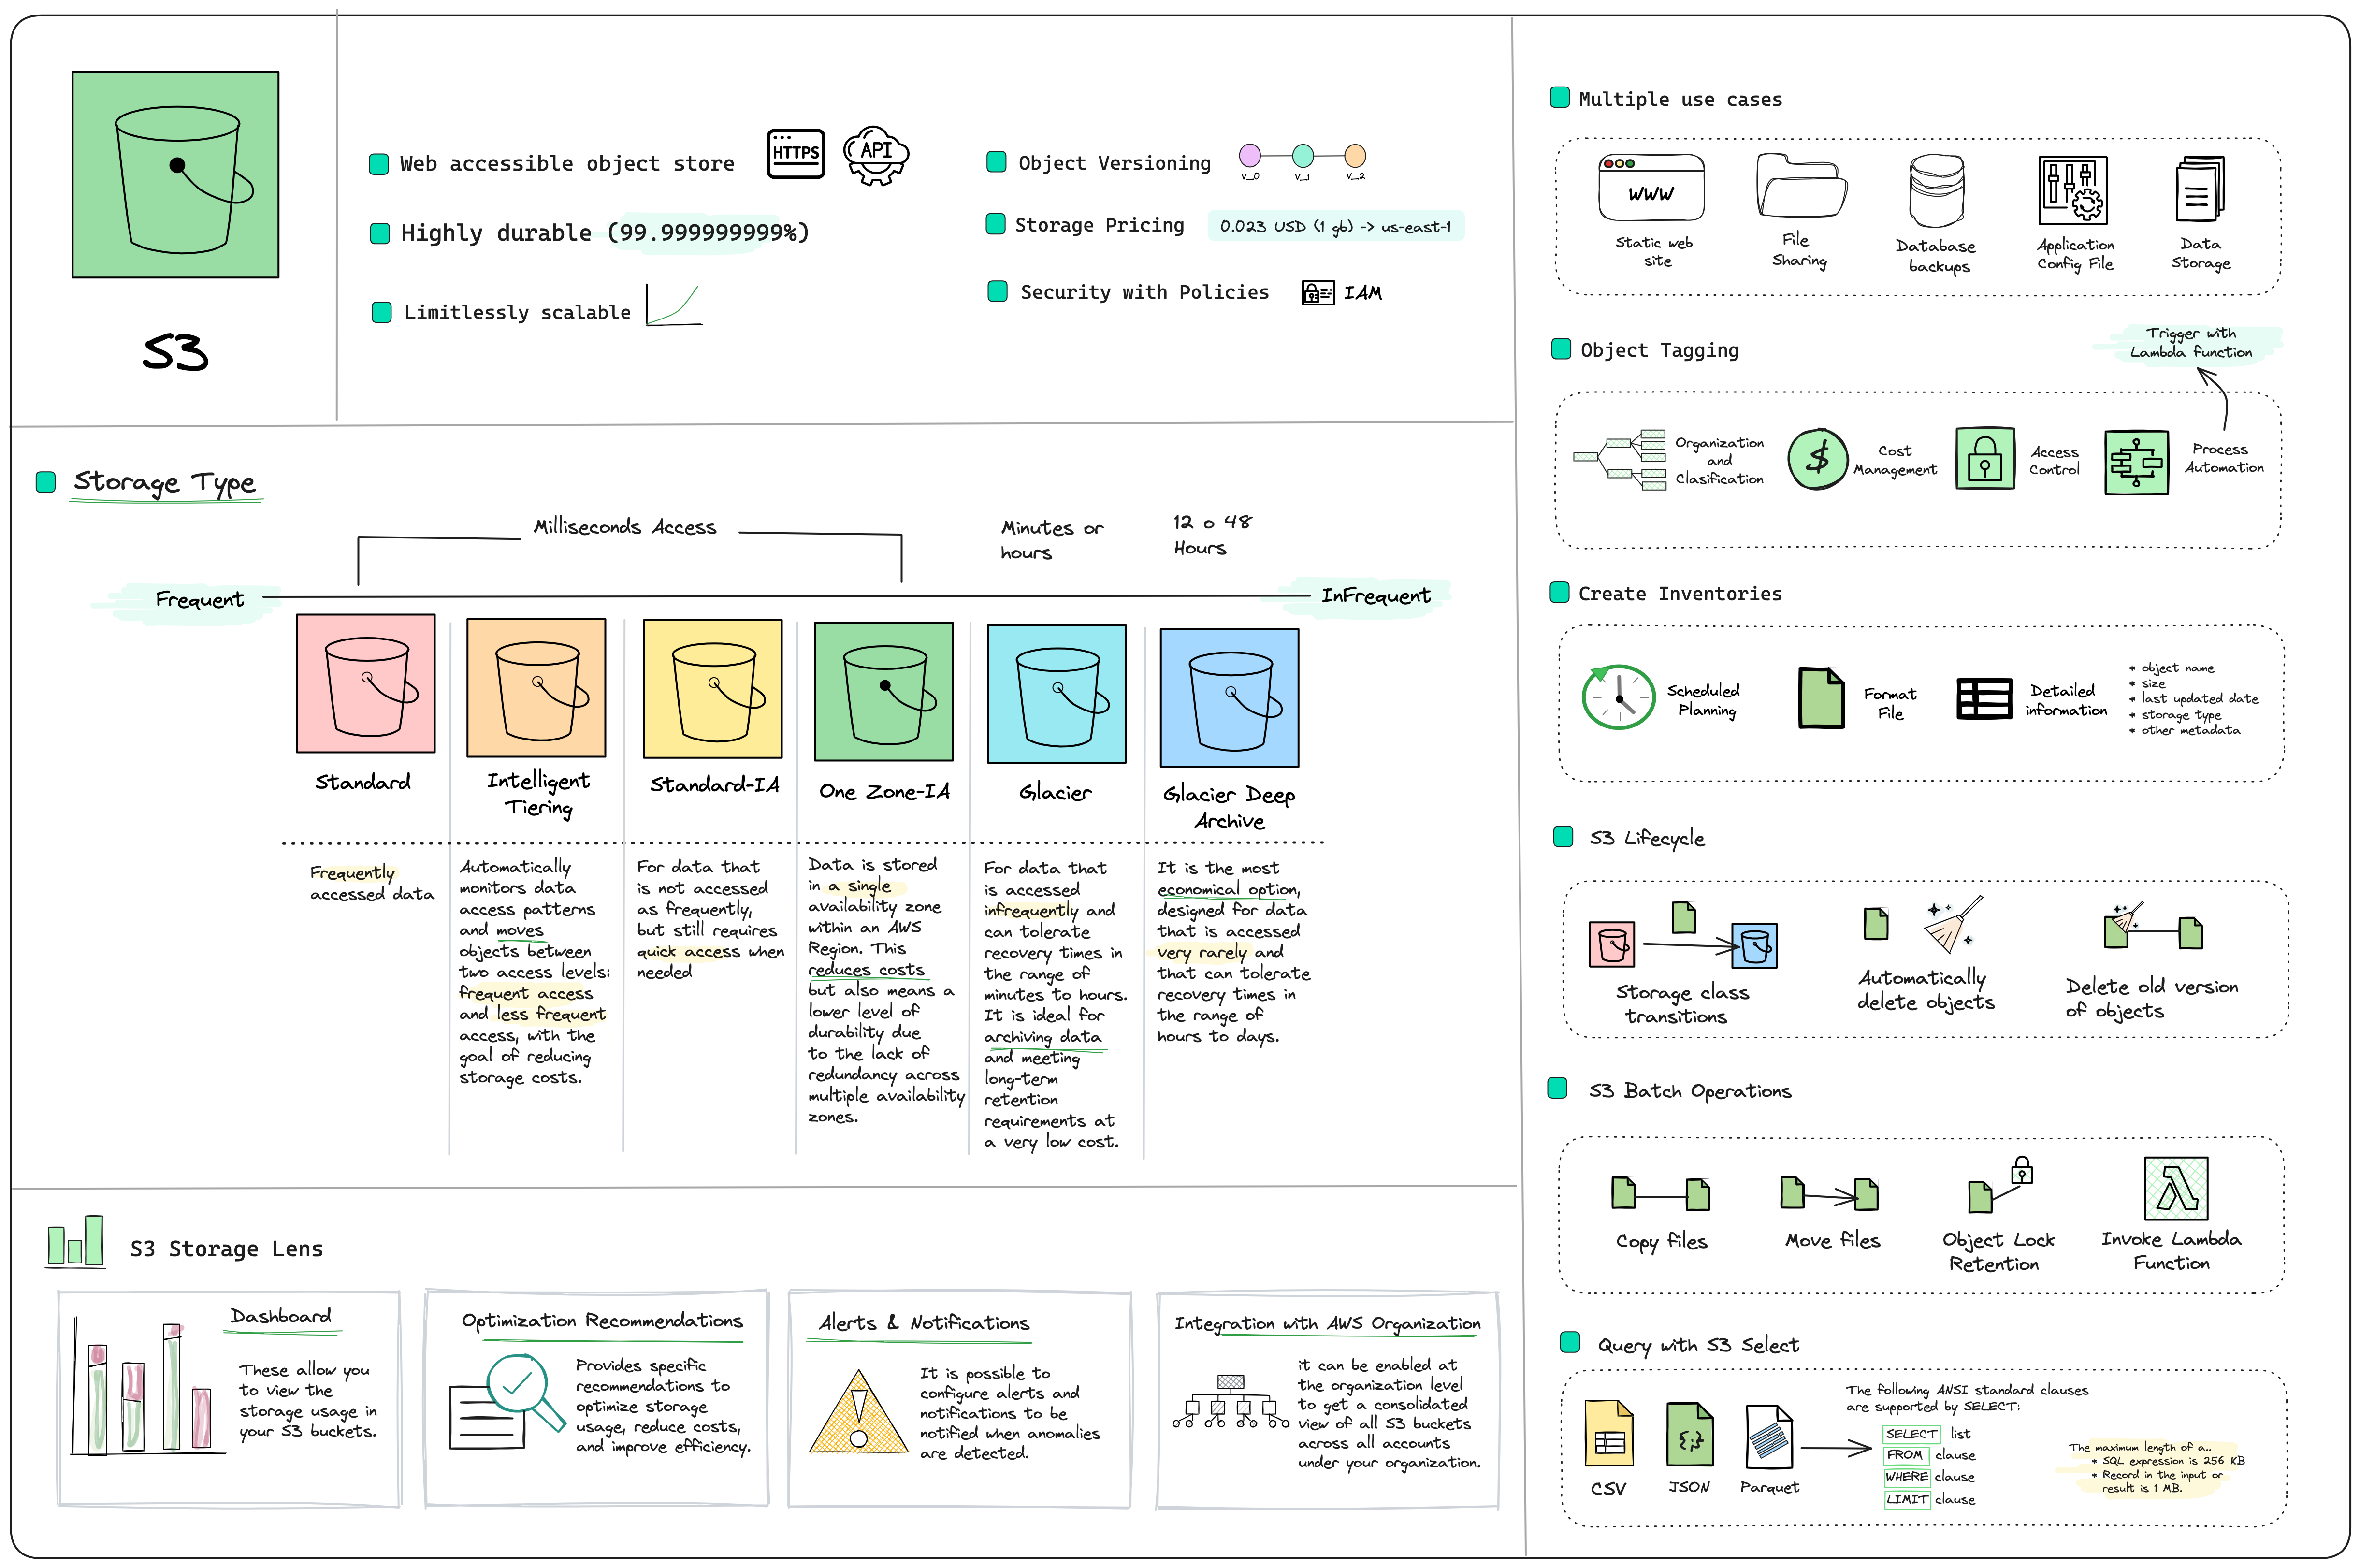 S3
Web accessible object store
HTTPS
API
Highly durable (99.999999999%)
Limitlessly scalable
Object Versioning
v_0
v_1
v_2
Storage Pricing
0.023 USD (1 gb) -> us-east-1
Security with Policies
IAM
Storage Type
Milliseconds Access
Minutes or
hours
12 o 48
Hours
Frequent
InFrequent
Standard
Frequently
accessed data
Intelligent
Tiering
Automatically
monitors data
access patterns
and moves
objects between
two access levels:
frequent access
and less frequent
access, with the
goal of reducing
storage costs.
Standard-IA
For data that
is not accessed
as frequently,
but still requires
quick access when
needed
One Zone-IA
Data is stored
in a single
availability zone
within an AWS
Region. This
reduces costs
but also means a
lower level of
durability due
to the lack of
redundancy across
multiple availability
zones.
Glacier
For data that
is accessed
infrequently and
can tolerate
recovery times in
the range of
minutes to hours.
It is ideal for
archiving data
and meeting
long-term
retention
requirements at
a very low cost.
Glacier Deep
Archive
It is the most
economical option,
designed for data
that is accessed
very rarely and
that can tolerate
recovery times in
the range of
hours to days.
S3 Storage Lens
Dashboard
These allow you
to view the
storage usage in
your S3 buckets.
Optimization Recommendations
Provides specific
recommendations to
optimize storage
usage, reduce costs,
and improve efficiency.
Alerts & Notifications
It is possible to
configure alerts and
notifications to be
notified when anomalies
are detected.
Integration with AWS Organization
it can be enabled at
the organization level
to get a consolidated
view of all S3 buckets
across all accounts
under your organization.
Multiple use cases
WWW
Static web
site
File
Sharing
Database
backups
Application
Config File
Data
Storage
Object Tagging
Trigger with
Lambda function
Organization
and
Clasification
$
Cost
Management
Access
Control
Process
Automation
Create Inventories
Scheduled
Planning
Format
File
Detailed
information
* object name
* size
* last updated date
* storage type
* other metadata
S3 Lifecycle
Storage class
transitions
Automatically
delete objects
Delete old version
of objects
S3 Batch Operations
Copy files
Move files
Object Lock
Retention
Invoke Lambda
Function
Query with S3 Select
{;}
CSV
JSON
Parquet
The following ANSI standard clauses
are supported by SELECT:
SELECT list
FROM clause
WHERE clause
LIMIT clause
The maximum length of a..
* SQL expression is 256 KB
* Record in the input or
result is 1 MB.